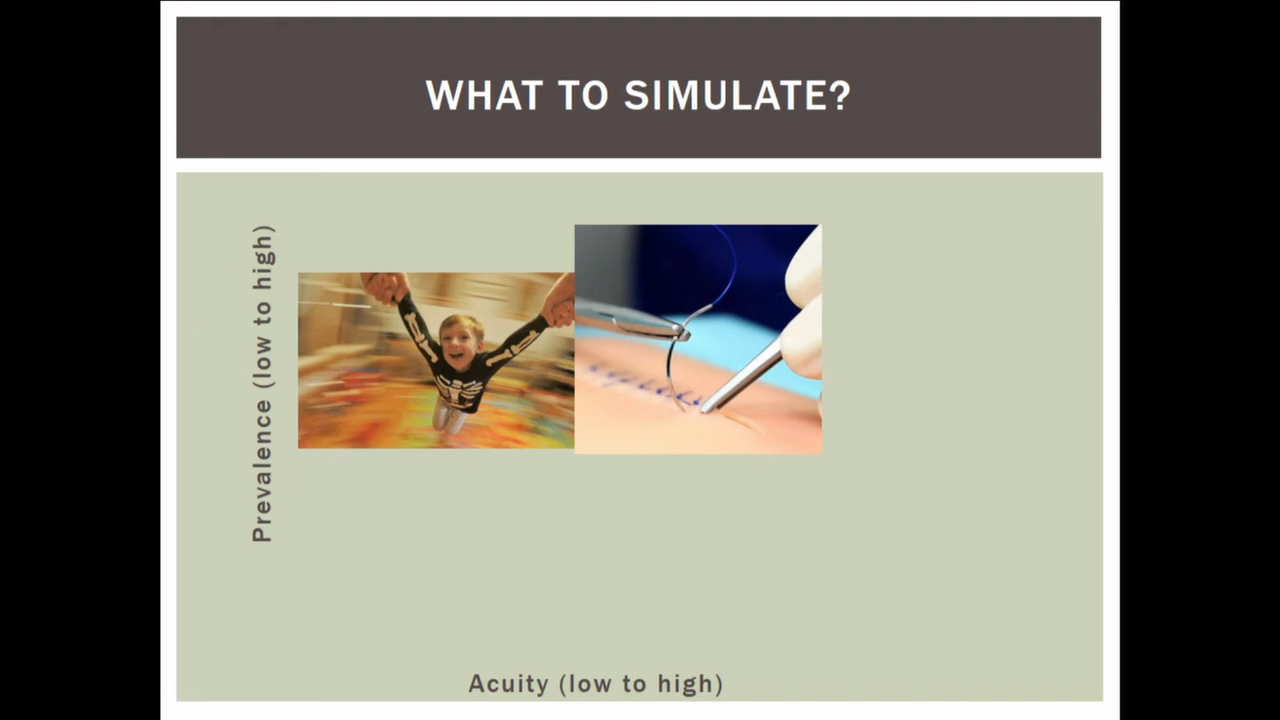 WHAT TO SIMULATE?
Prevalence (low to high)
Acuity (low to high)